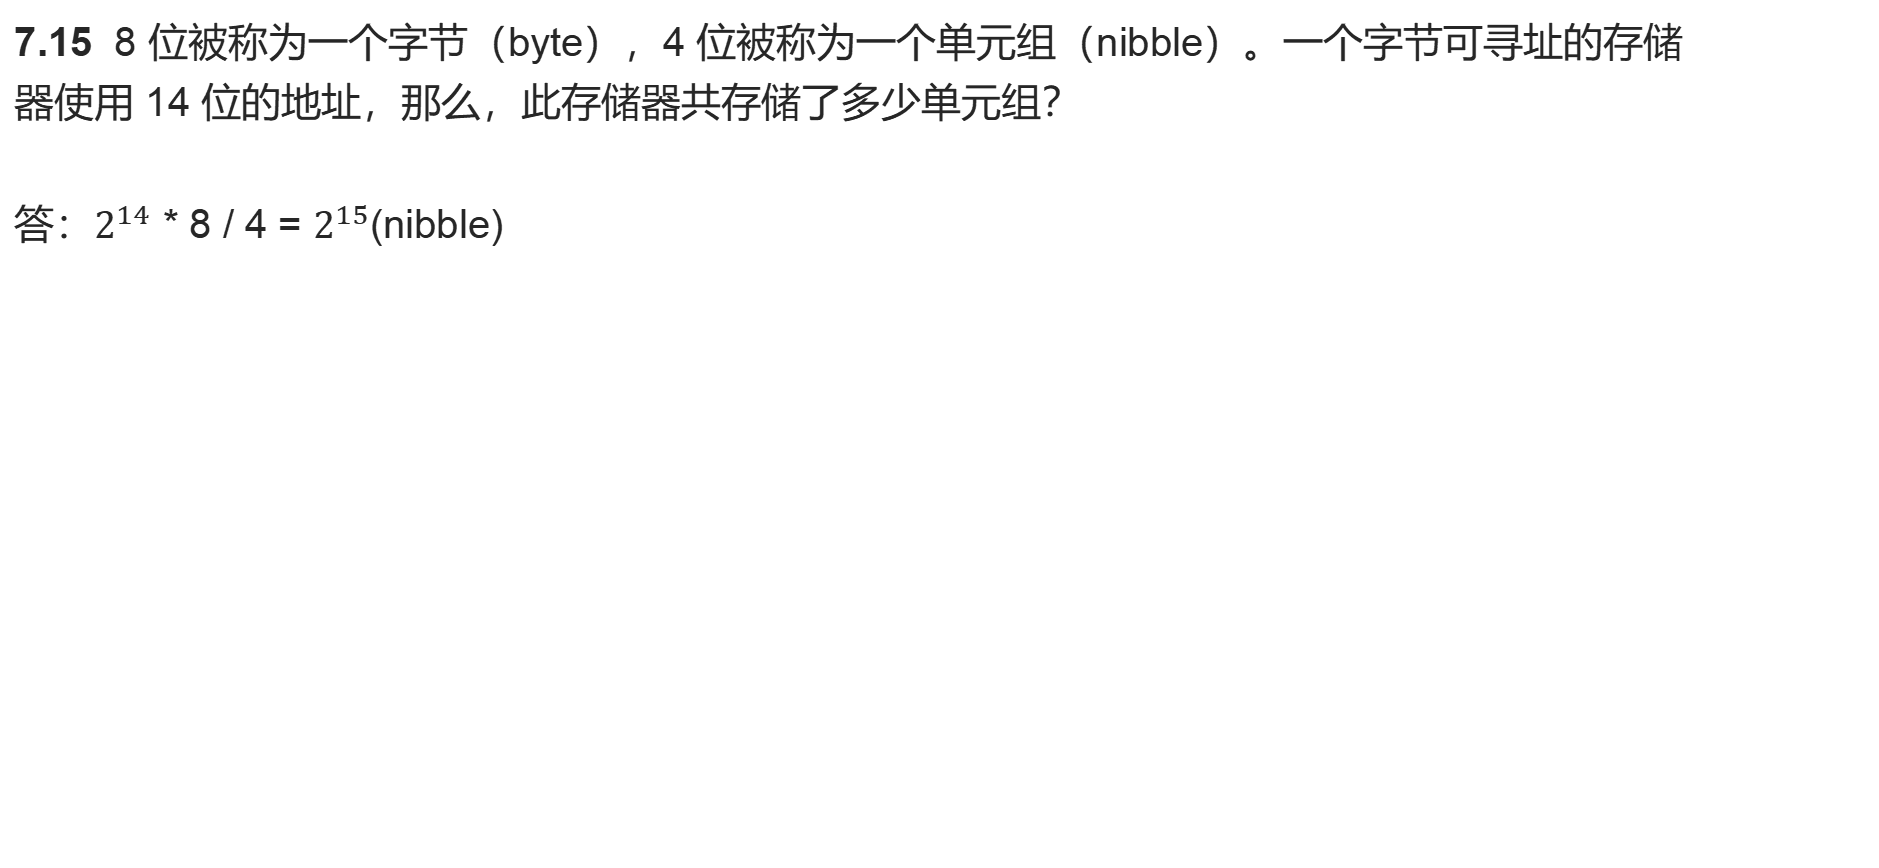 7.15 8 位被称为一个字节（byte），4 位被称为一个单元组（nibble）。一个字节可寻址的存储
器使用 14 位的地址，那么，此存储器共存储了多少单元组？
答：2¹⁴ * 8 / 4 = 2¹⁵(nibble)